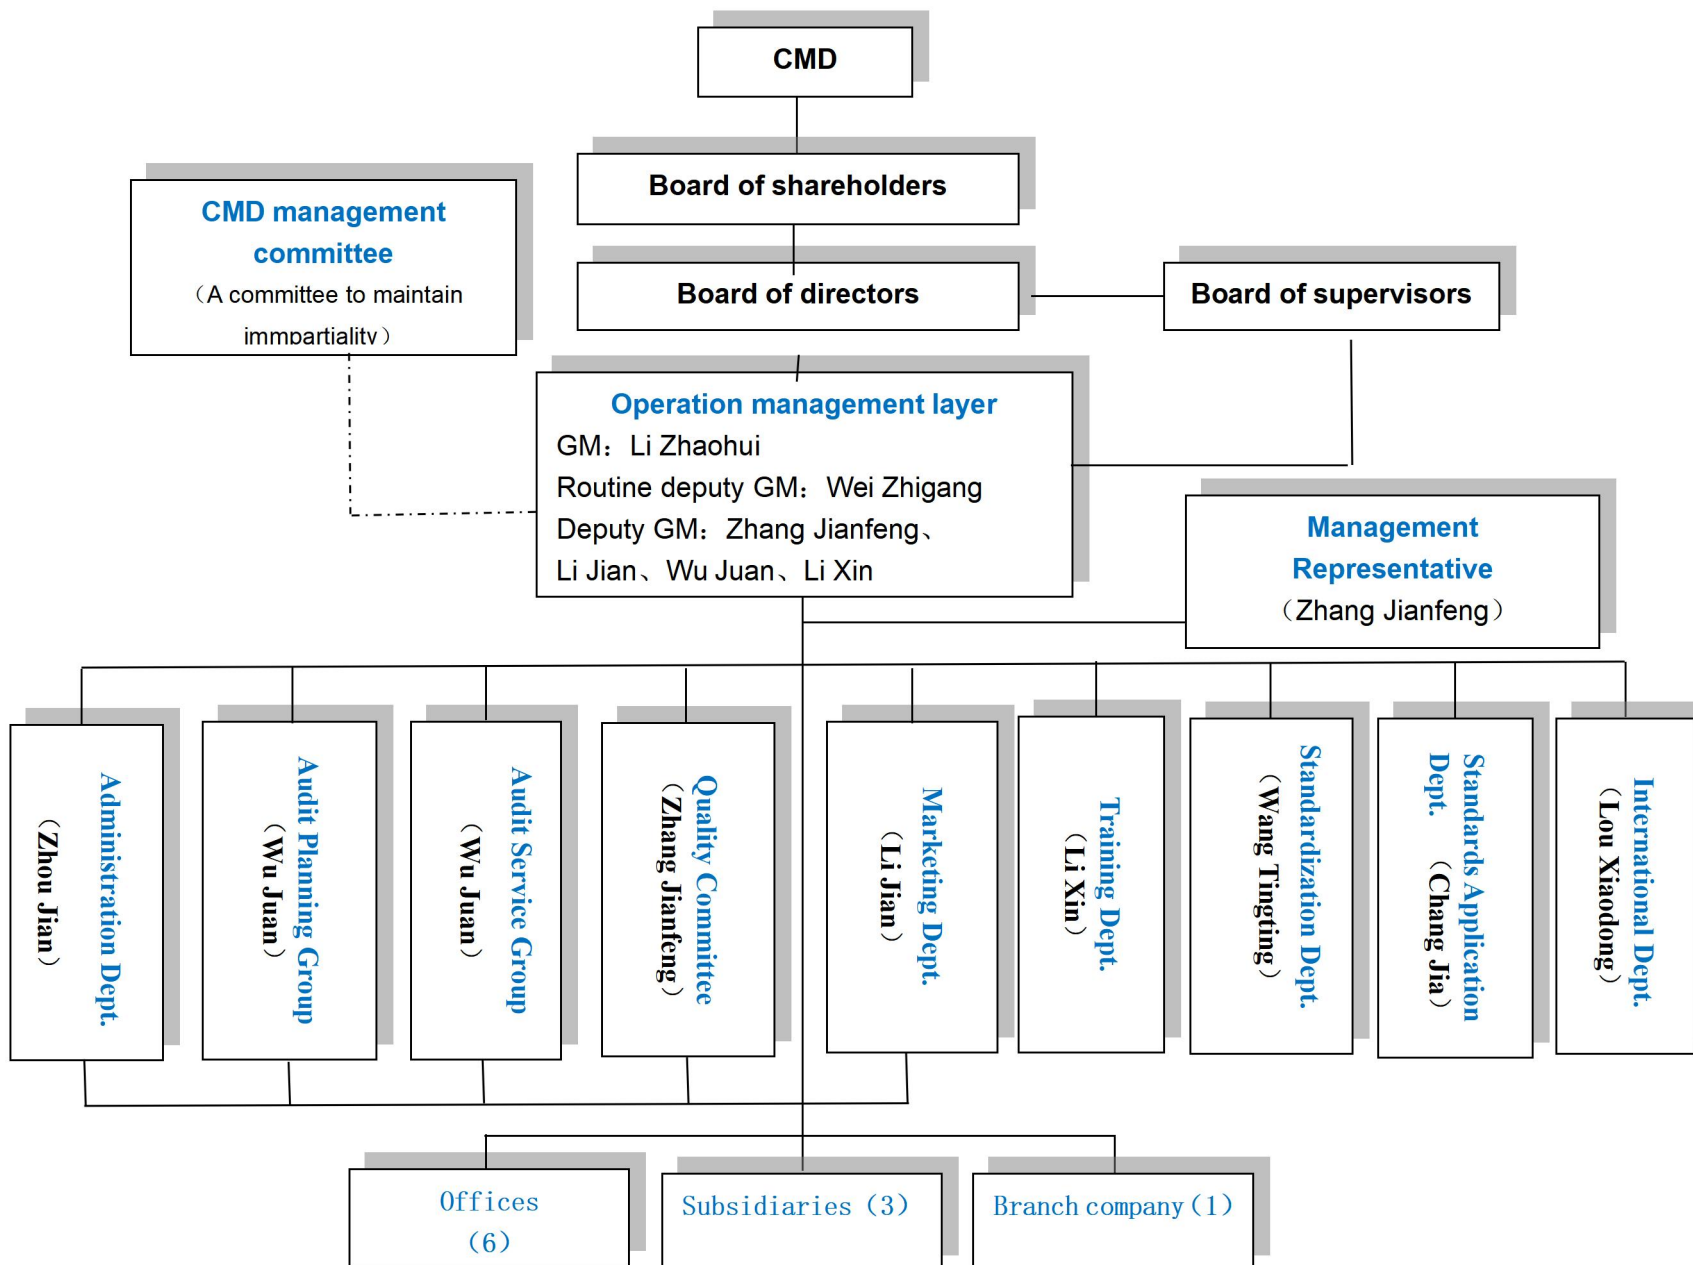 CMD
Board of shareholders
CMD management
committee
（A committee to maintain
immpartiality）
Board of directors
Board of supervisors
Operation management layer
GM：Li Zhaohui
Routine deputy GM：Wei Zhigang
Deputy GM：Zhang Jianfeng、
Li Jian、Wu Juan、Li Xin
Management
Representative
（Zhang Jianfeng）
Administration Dept.
（Zhou Jian）
Audit Planning Group
（Wu Juan）
Audit Service Group
（Wu Juan）
Quality Committee
（Zhang Jianfeng）
Marketing Dept.
（Li Jian）
Training Dept.
（Li Xin）
Standardization Dept.
（Wang Tingting）
Standards Application
Dept. （Chang Jia）
International Dept.
（Lou Xiaodong）
Offices
（6）
Subsidiaries（3）
Branch company（1）